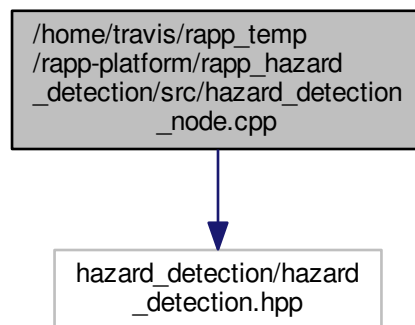 /home/travis/rapp_temp
/rapp-platform/rapp_hazard
_detection/src/hazard_detection
_node.cpp
hazard_detection/hazard
_detection.hpp